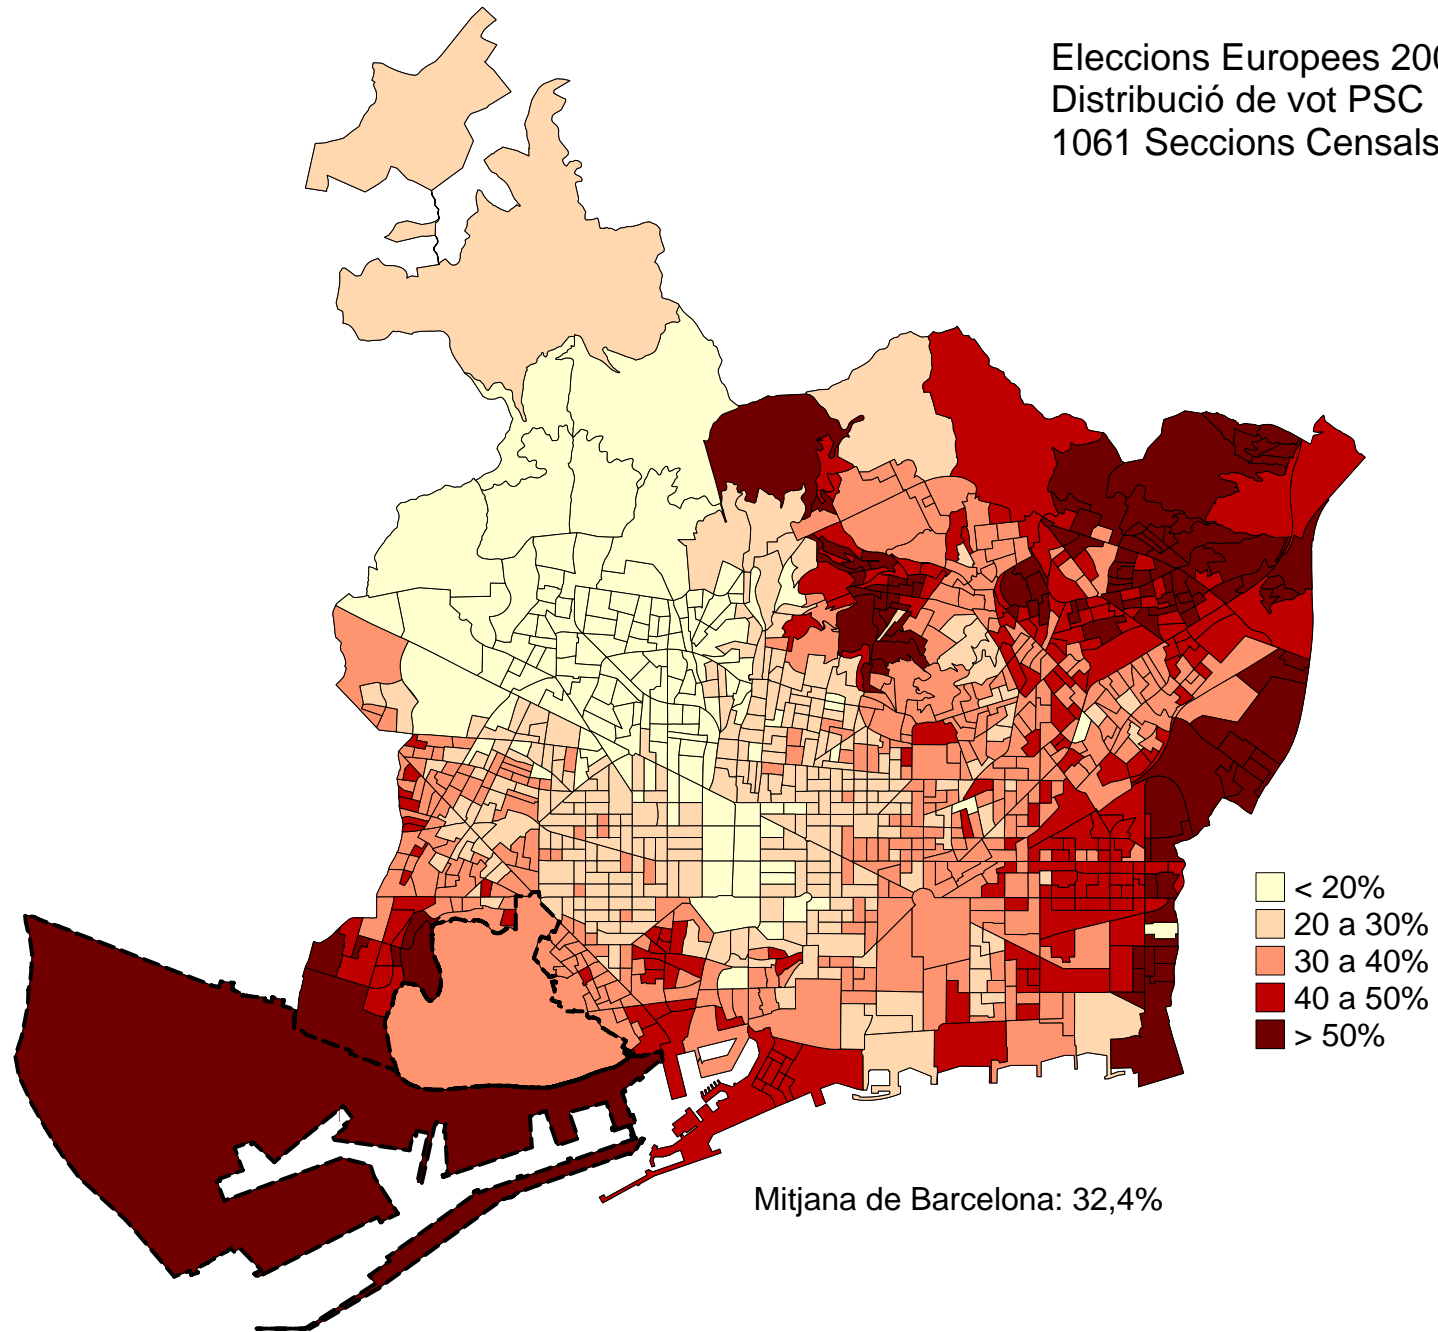 Eleccions Europees 200
Distribució de vot PSC
1061 Seccions Censals
< 20%
20 a 30%
30 a 40%
40 a 50%
> 50%
Mitjana de Barcelona: 32,4%